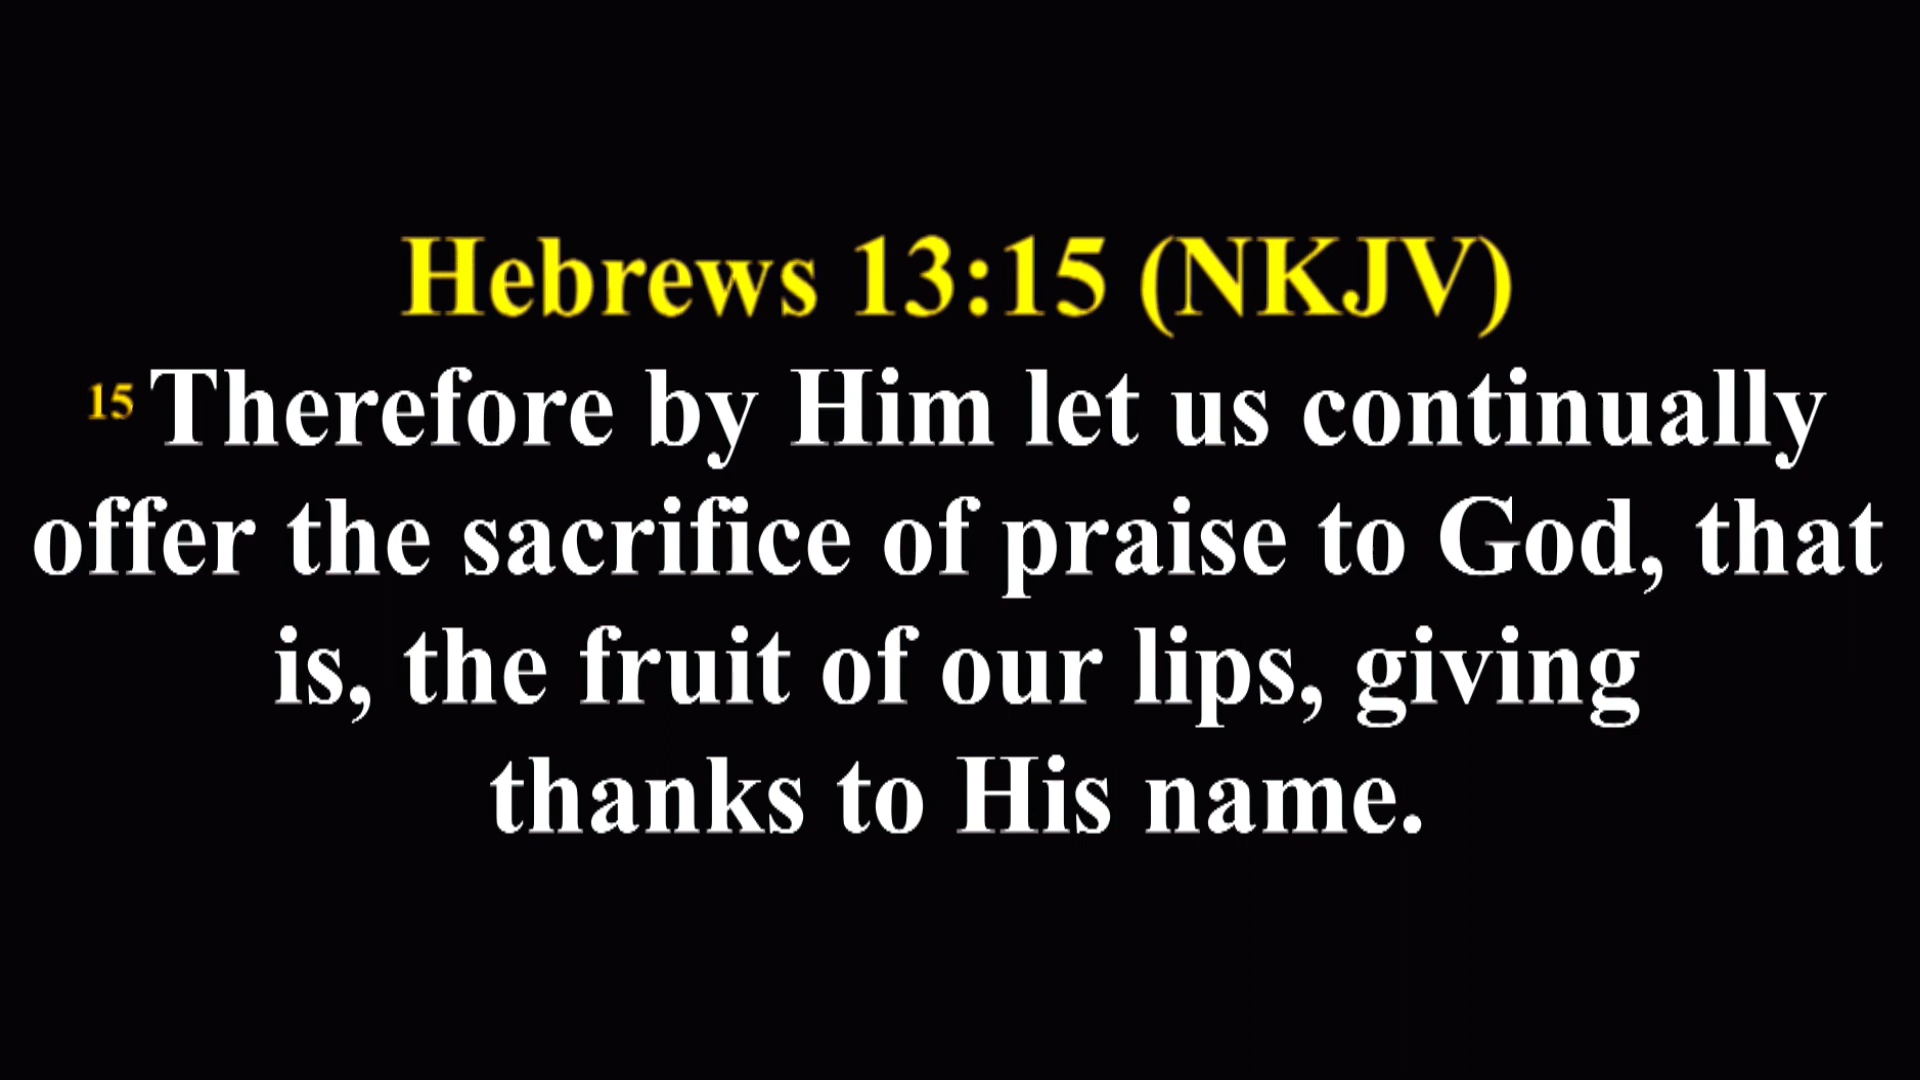 Hebrews 13:15 (NKJV)
15 Therefore by Him let us continually
offer the sacrifice of praise to God, that
is, the fruit of our lips, giving
thanks to His name.